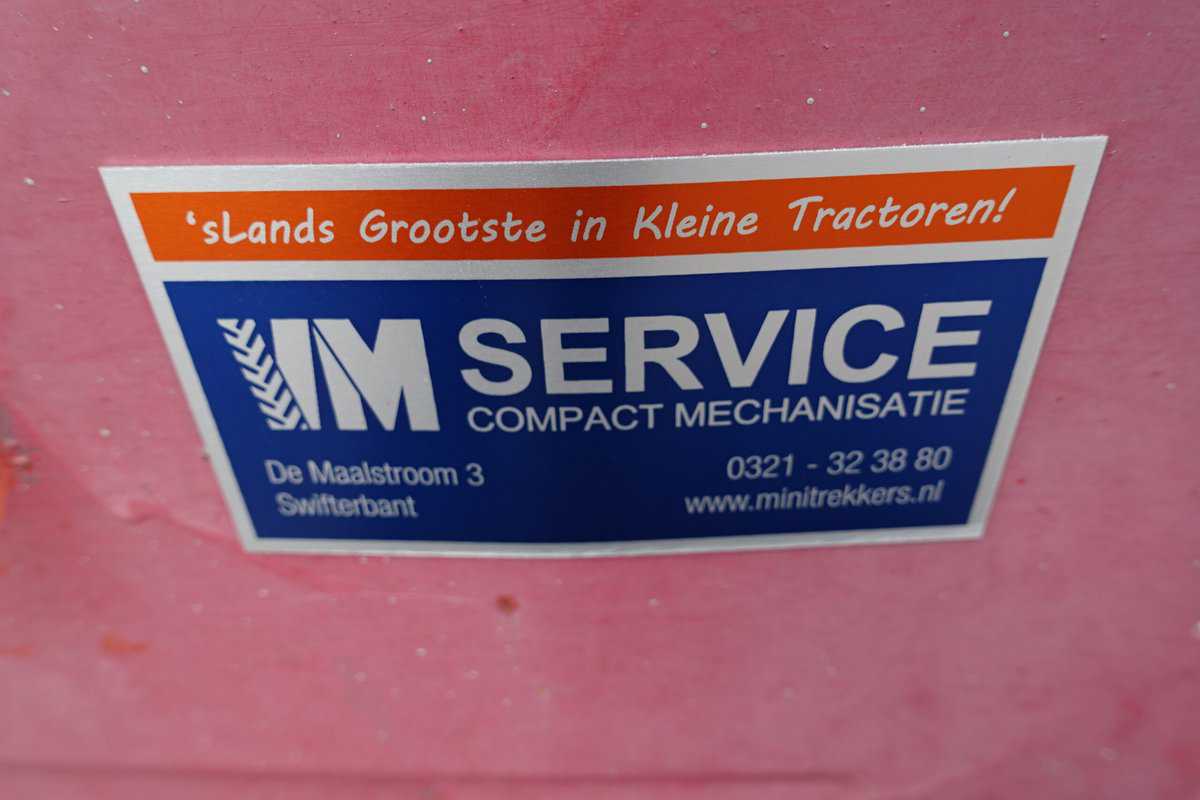 ‘sLands Grootste in Kleine Tractoren!
VM SERVICE
COMPACT MECHANISATIE
De Maalstroom 3
0321 - 32 38 80
Swifterbant
www.minitrekkers.nl